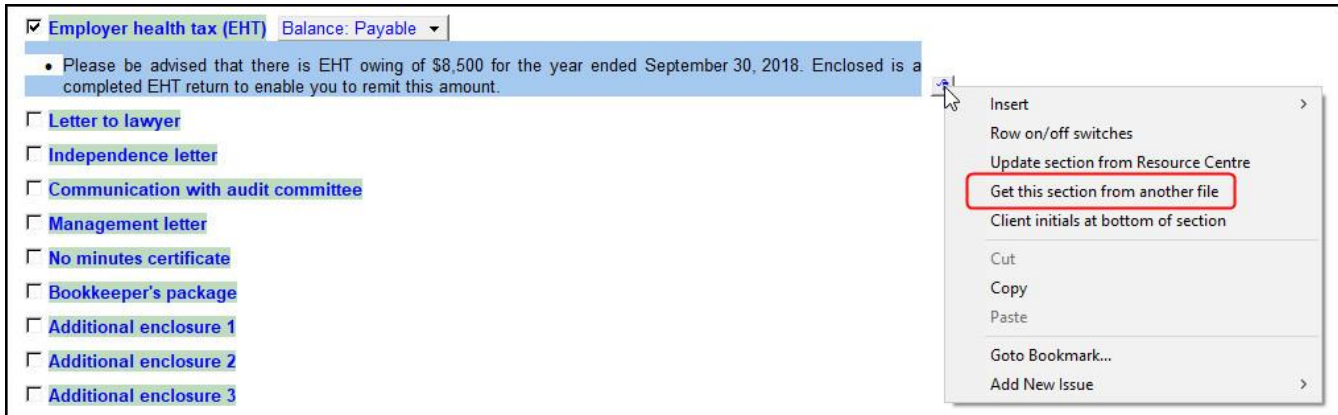 Employer health tax (EHT) Balance: Payable
• Please be advised that there is EHT owing of $8,500 for the year ended September 30, 2018. Enclosed is a
completed EHT return to enable you to remit this amount.
Letter to lawyer
Independence letter
Communication with audit committee
Management letter
No minutes certificate
Bookkeeper's package
Additional enclosure 1
Additional enclosure 2
Additional enclosure 3
Insert
Row on/off switches
Update section from Resource Centre
Get this section from another file
Client initials at bottom of section
Cut
Copy
Paste
Goto Bookmark...
Add New Issue